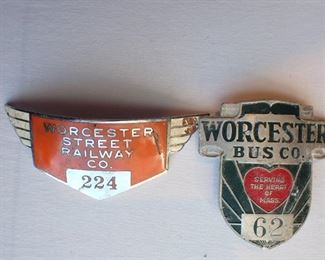 WORCESTER
STREET
RAILWAY
CO.
224
WORCESTER
BUS CO.
SERVING
THE HEART
OF
MASS.
62